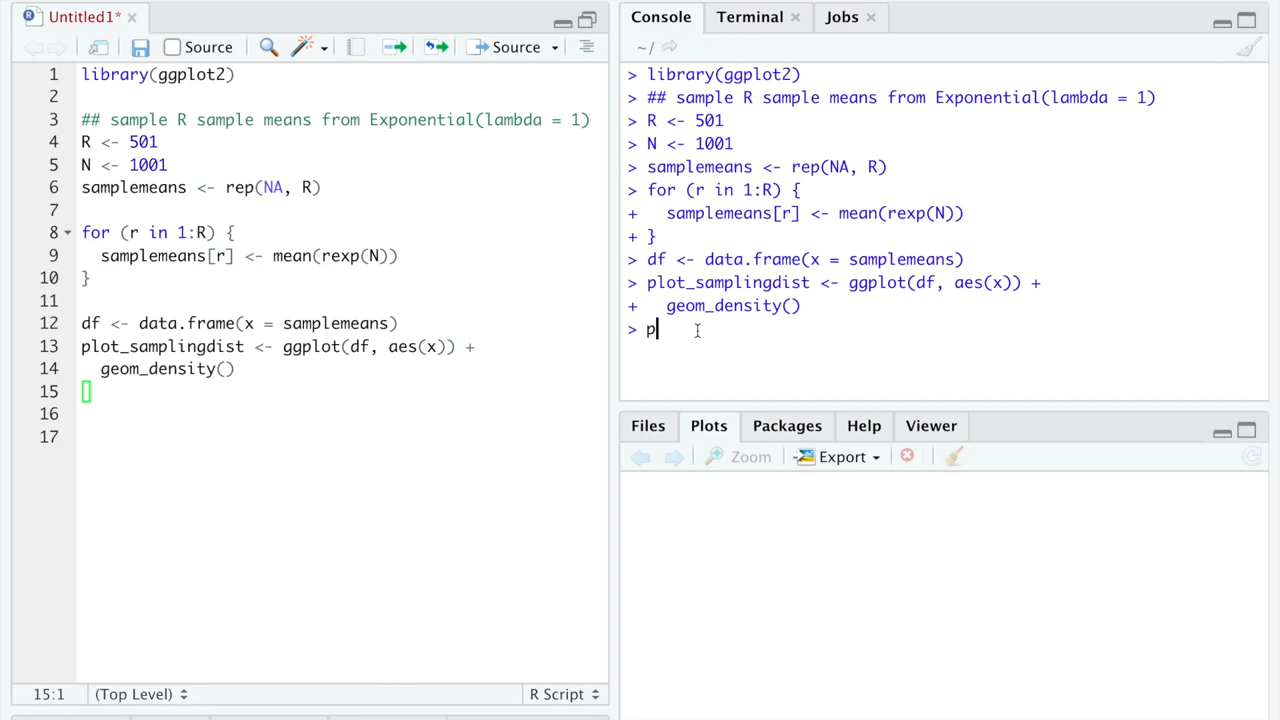 Untitled1*
Source
Source
1 library(ggplot2)
2
3 ## sample R sample means from Exponential(lambda = 1)
4 R <- 501
5 N <- 1001
6 samplemeans <- rep(NA, R)
7
8 for (r in 1:R) {
9 samplemeans[r] <- mean(rexp(N))
10 }
11
12 df <- data.frame(x = samplemeans)
13 plot_samplingdist <- ggplot(df, aes(x)) +
14 geom_density()
15
16
17
15:1 (Top Level) R Script
Console Terminal Jobs
~/
> library(ggplot2)
> ## sample R sample means from Exponential(lambda = 1)
> R <- 501
> N <- 1001
> samplemeans <- rep(NA, R)
> for (r in 1:R) {
+ samplemeans[r] <- mean(rexp(N))
+ }
> df <- data.frame(x = samplemeans)
> plot_samplingdist <- ggplot(df, aes(x)) +
+ geom_density()
> p
Files Plots Packages Help Viewer
Zoom Export